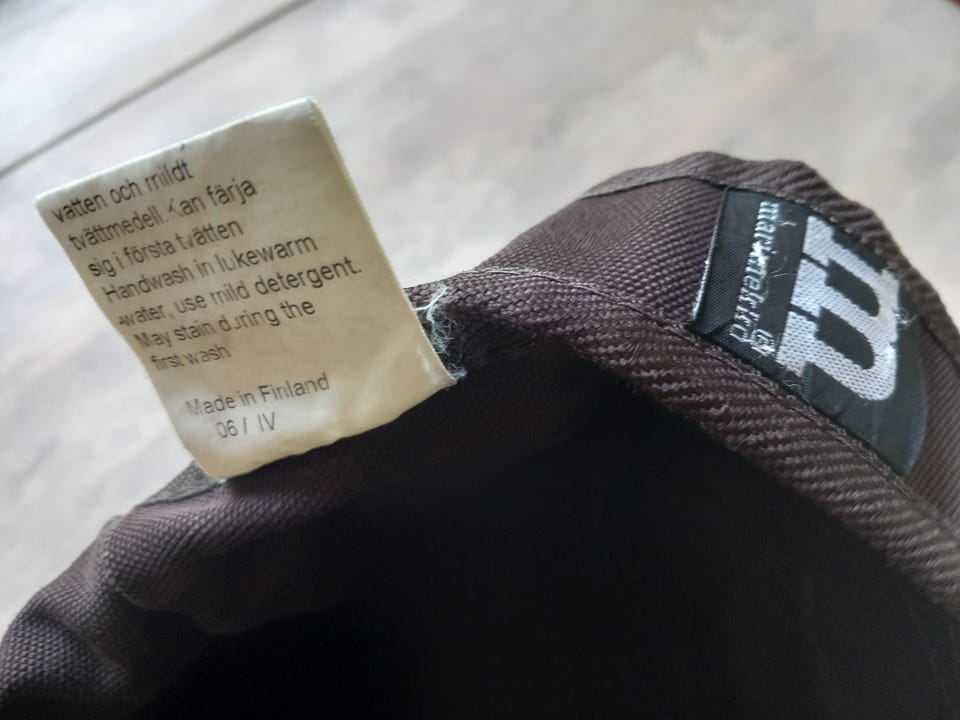 vatten och mildt
tvättmedell. Kan färja
sig i första tvätten
Handwash in lukewarm
water, use mild detergent.
May stain during the
first wash
Made in Finland
06 / IV
marimekko
m